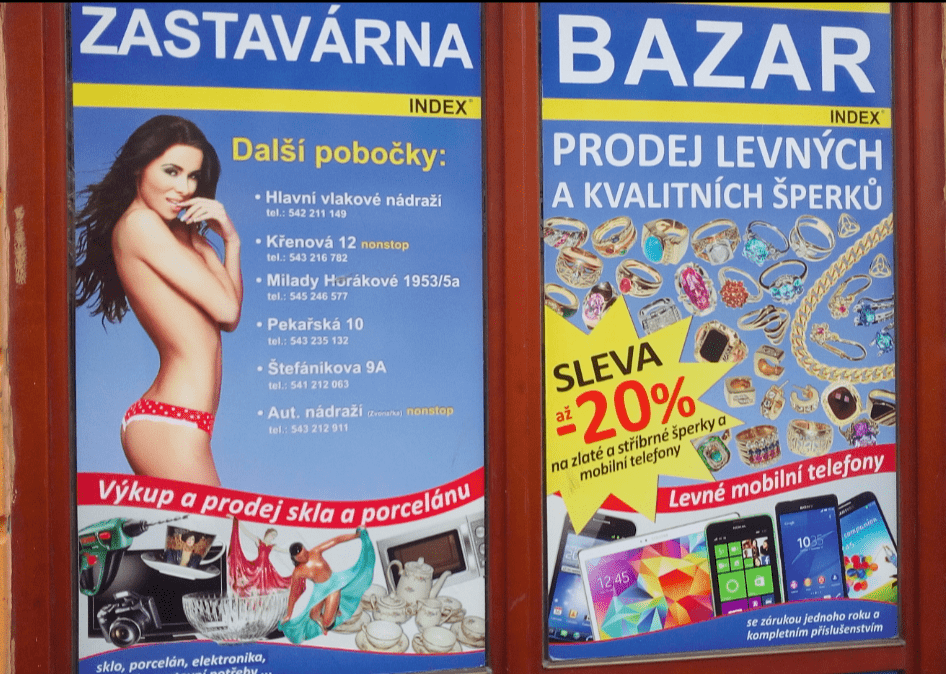 ZASTAVÁRNA
INDEX®
Další pobočky:
• Hlavní vlakové nádraží
tel.: 542 211 149
• Křenová 12 nonstop
tel.: 543 216 782
• Milady Horákové 1953/5a
tel.: 545 246 577
• Pekařská 10
tel.: 543 235 132
• Štefánikova 9A
tel.: 541 212 063
• Aut. nádraží (Zvonařka) nonstop
tel.: 543 212 911
Výkup a prodej skla a porcelánu
sklo, porcelán, elektronika,
potřeby ...
BAZAR
INDEX®
PRODEJ LEVNÝCH
A KVALITNÍCH ŠPERKŮ
SLEVA
až
-20%
na zlaté a stříbrné šperky a
mobilní telefony
Levné mobilní telefony
12:45
10:35
companion
se zárukou jednoho roku a
kompletním příslušenstvím